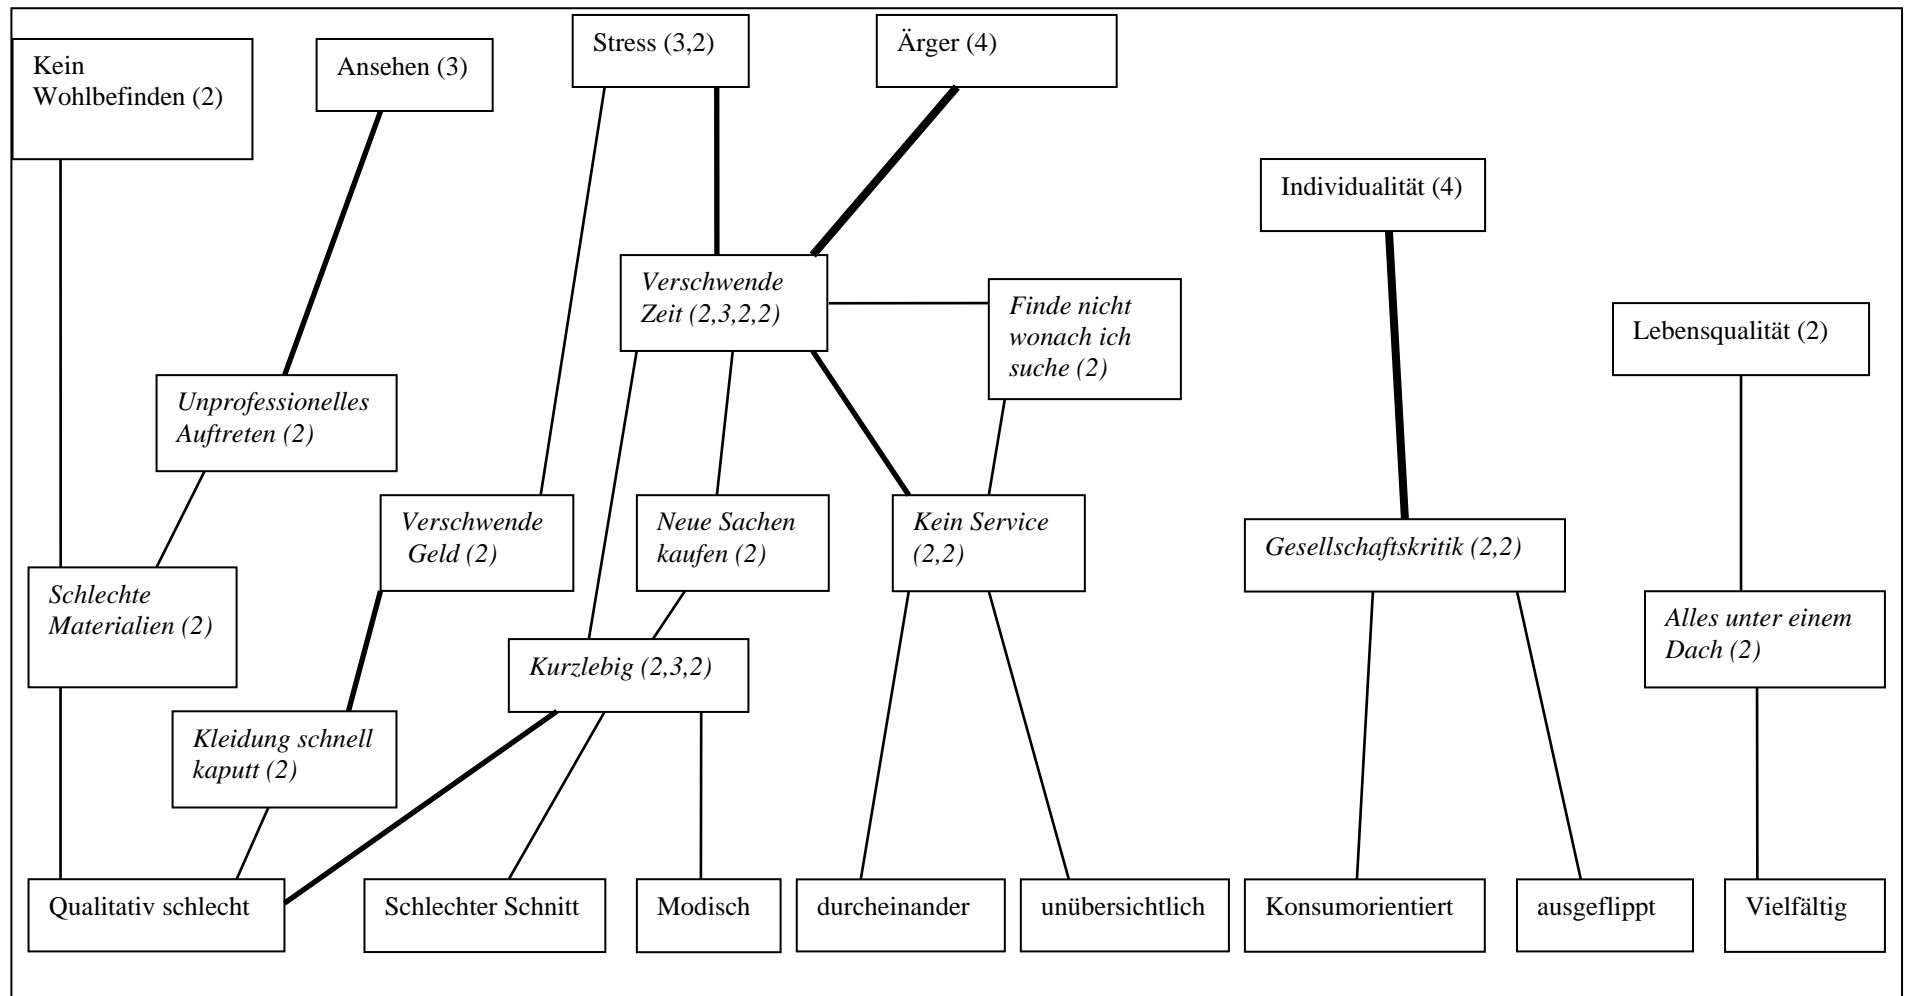 Kein
Wohlbefinden (2)
Ansehen (3)
Stress (3,2)
Ärger (4)
Individualität (4)
Verschwende
Zeit (2,3,2,2)
Finde nicht
wonach ich
suche (2)
Lebensqualität (2)
Unprofessionelles
Auftreten (2)
Verschwende
Geld (2)
Neue Sachen
kaufen (2)
Kein Service
(2,2)
Gesellschaftskritik (2,2)
Schlechte
Materialien (2)
Alles unter einem
Dach (2)
Kurzlebig (2,3,2)
Kleidung schnell
kaputt (2)
Qualitativ schlecht
Schlechter Schnitt
Modisch
durcheinander
unübersichtlich
Konsumorientiert
ausgeflippt
Vielfältig